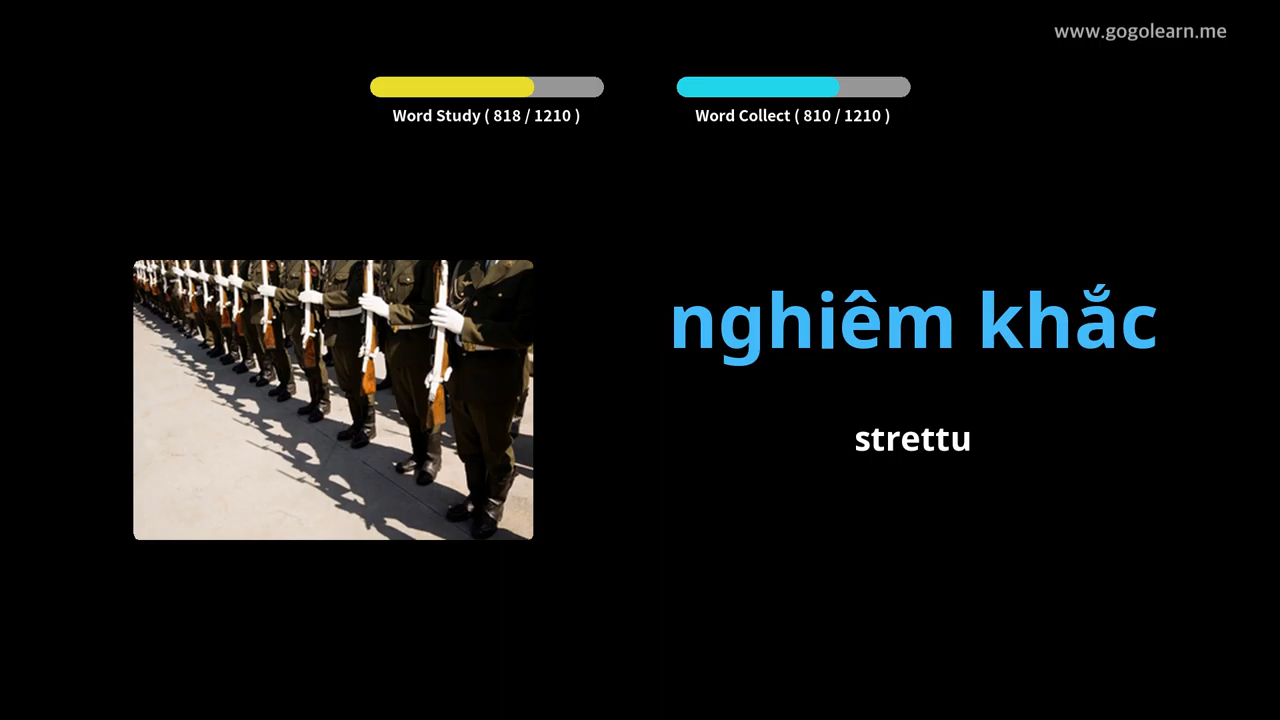 www.gogolearn.me
Word Study ( 818 / 1210 )
Word Collect ( 810 / 1210 )
nghiêm khắc
strettu